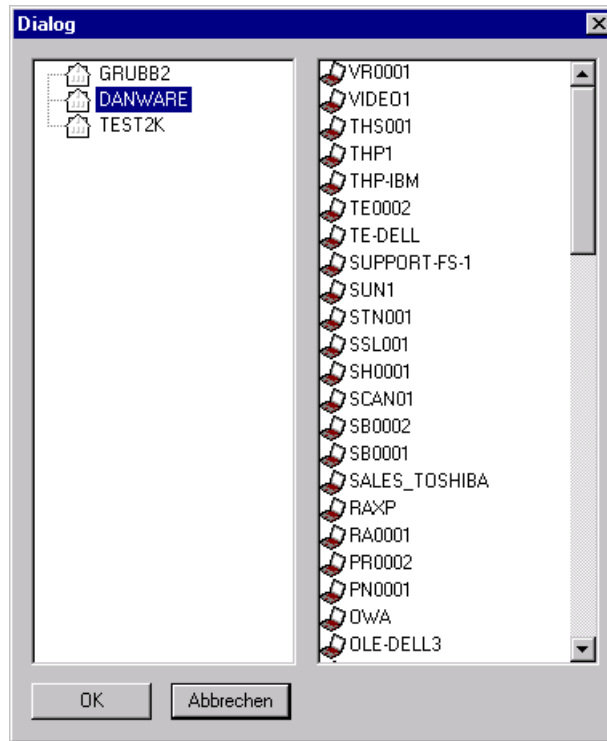 Dialog
GRUBB2
DANWARE
TEST2K
VR0001
VIDEO1
THS001
THP1
THP-IBM
TE0002
TE-DELL
SUPPORT-FS-1
SUN1
STN001
SSL001
SH0001
SCAN01
SB0002
SB0001
SALES_TOSHIBA
RAXP
RA0001
PR0002
PN0001
OWA
OLE-DELL3
OK
Abbrechen